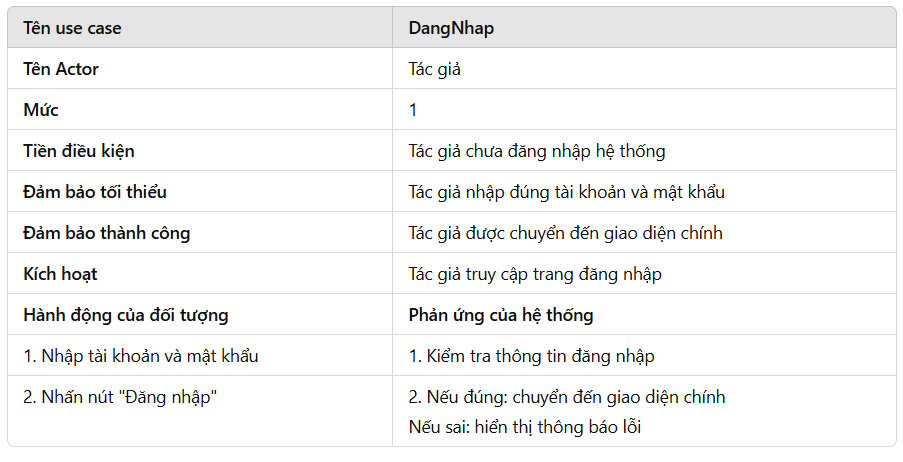 Tên use case DangNhap
Tên Actor Tác giả
Mức 1
Tiền điều kiện Tác giả chưa đăng nhập hệ thống
Đảm bảo tối thiểu Tác giả nhập đúng tài khoản và mật khẩu
Đảm bảo thành công Tác giả được chuyển đến giao diện chính
Kích hoạt Tác giả truy cập trang đăng nhập
Hành động của đối tượng Phản ứng của hệ thống
1. Nhập tài khoản và mật khẩu 1. Kiểm tra thông tin đăng nhập
2. Nhấn nút "Đăng nhập" 2. Nếu đúng: chuyển đến giao diện chính
Nếu sai: hiển thị thông báo lỗi